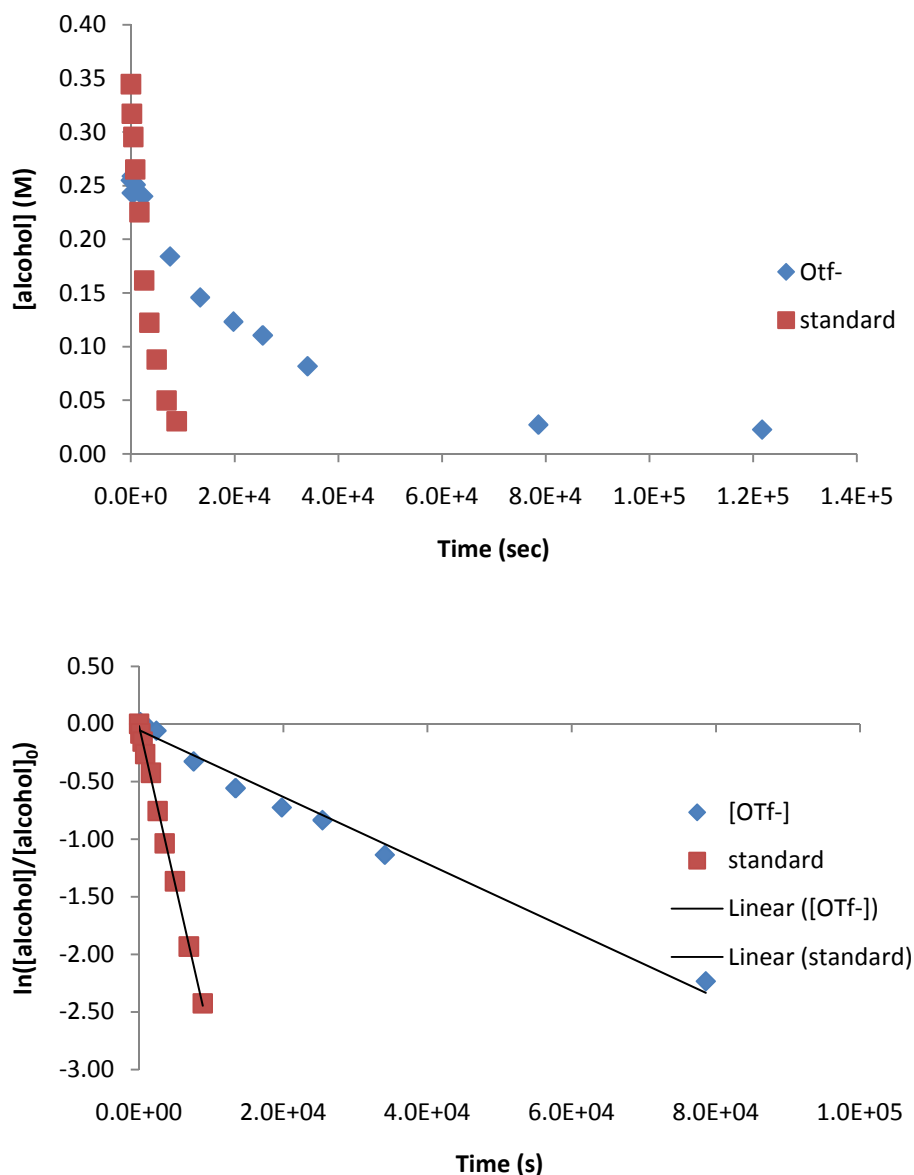 0.40
0.35
0.30
0.25
0.20
0.15
0.10
0.05
0.00
[alcohol] (M)
0.0E+0 2.0E+4 4.0E+4 6.0E+4 8.0E+4 1.0E+5 1.2E+5 1.4E+5
Time (sec)
Otf-
standard
0.50
0.00
-0.50
-1.00
-1.50
-2.00
-2.50
-3.00
ln([alcohol]/[alcohol]0)
0.0E+00 2.0E+04 4.0E+04 6.0E+04 8.0E+04 1.0E+05
Time (s)
[OTf-]
standard
Linear ([OTf-])
Linear (standard)